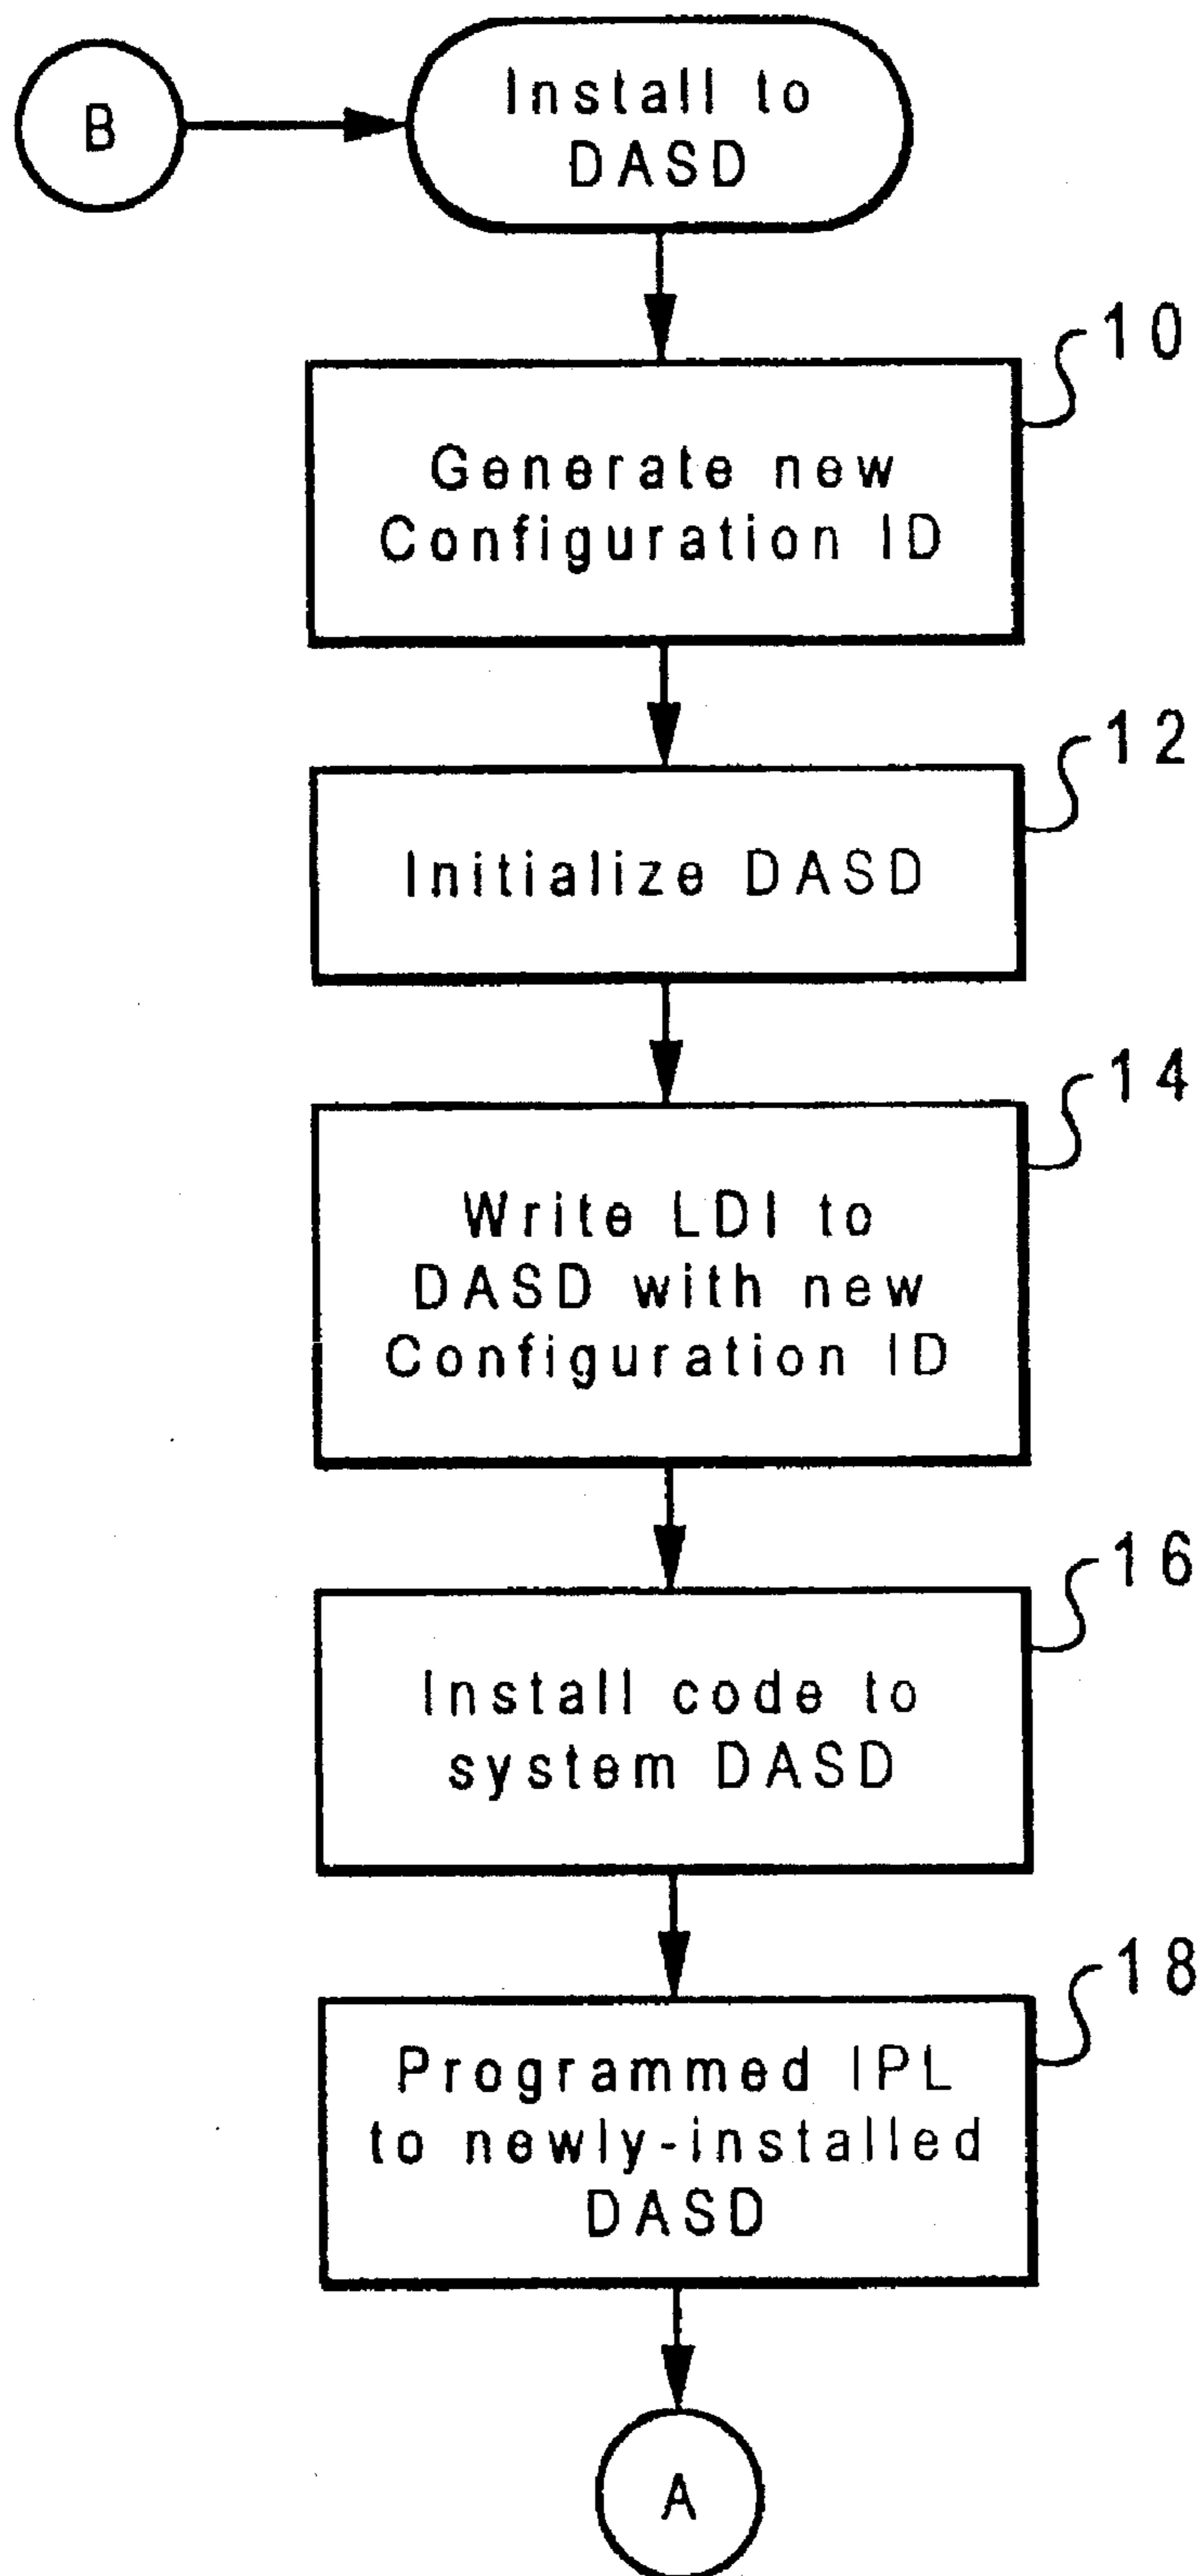 B
Install to
DASD
10
Generate new
Configuration ID
12
Initialize DASD
14
Write LDI to
DASD with new
Configuration ID
16
Install code to
system DASD
18
Programmed IPL
to newly-installed
DASD
A